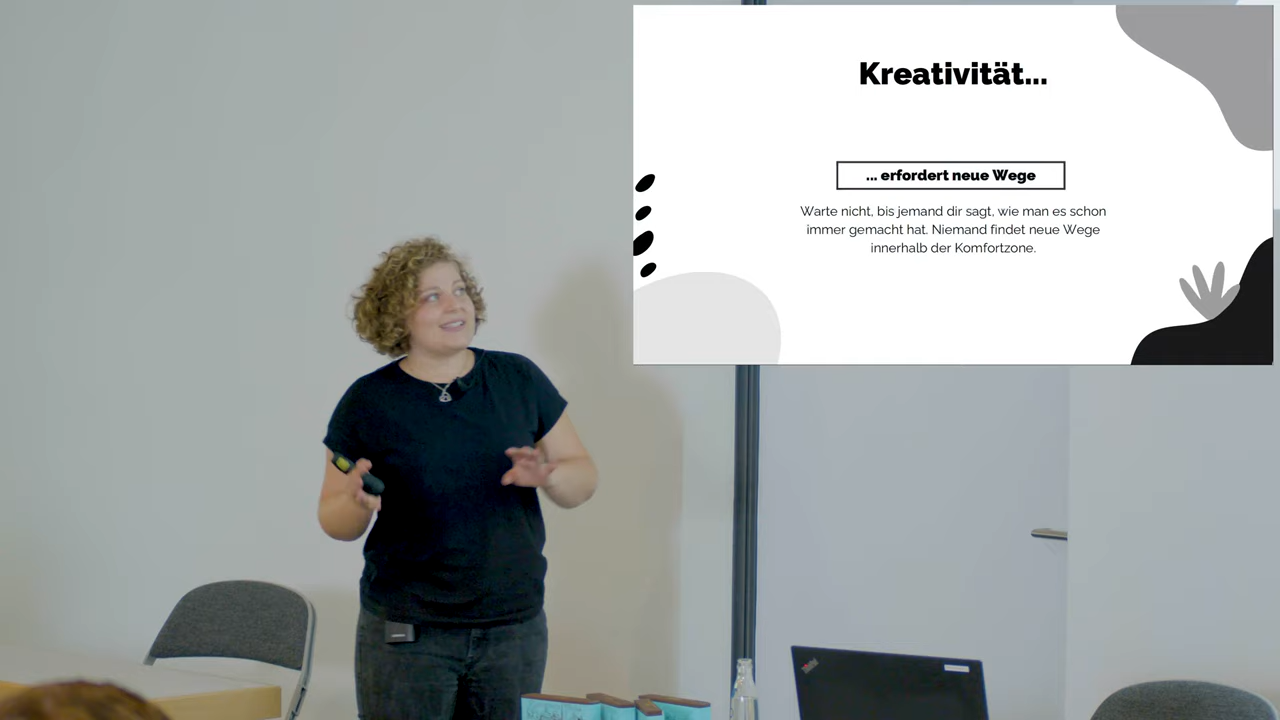 Kreativität...
... erfordert neue Wege
Warte nicht, bis jemand dir sagt, wie man es schon
immer gemacht hat. Niemand findet neue Wege
innerhalb der Komfortzone.
ThinkPad